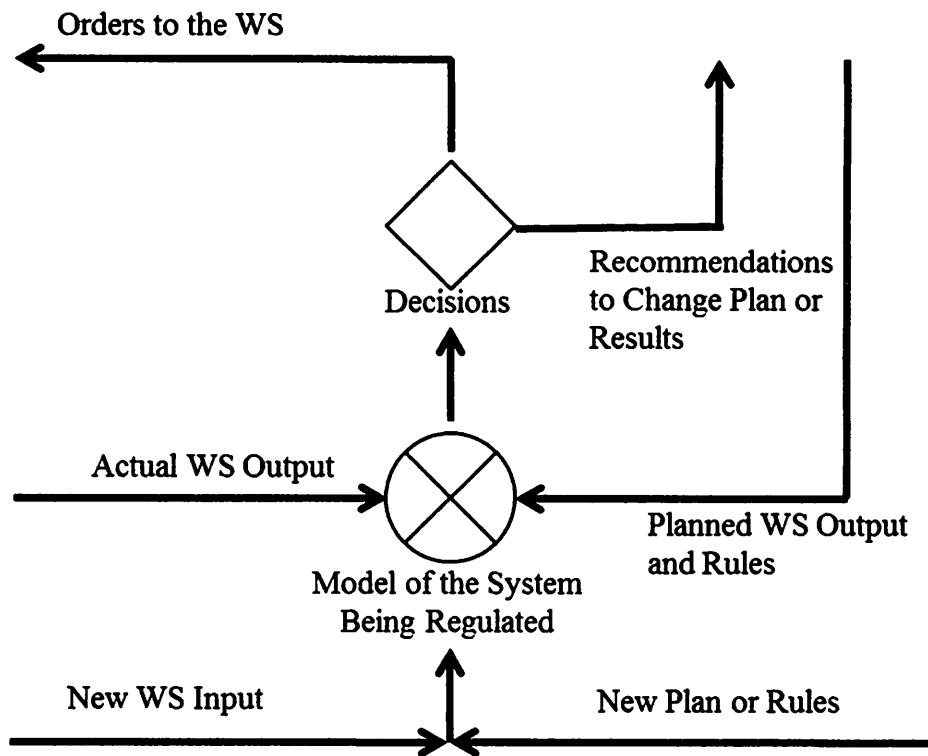 Orders to the WS
Recommendations
to Change Plan or
Results
Decisions
Actual WS Output
Planned WS Output
and Rules
Model of the System
Being Regulated
New WS Input
New Plan or Rules